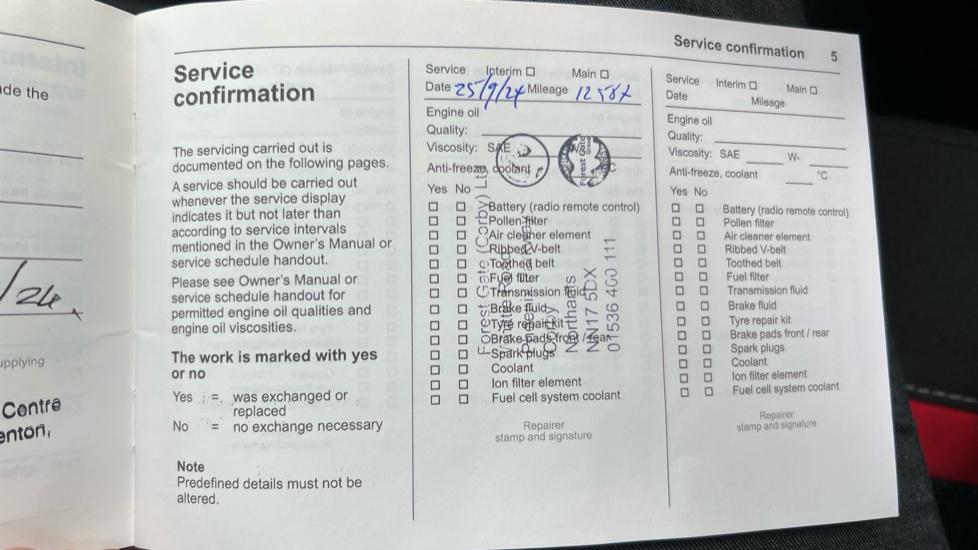 ide the
/24
upplying
Centre
enton,
Service confirmation 5
Service
confirmation
The servicing carried out is
documented on the following pages.
A service should be carried out
whenever the service display
indicates it but not later than
according to service intervals
mentioned in the Owner's Manual or
service schedule handout.
Please see Owner's Manual or
service schedule handout for
permitted engine oil qualities and
engine oil viscosities.
The work is marked with yes
or no
Yes = was exchanged or
replaced
No = no exchange necessary
Note
Predefined details must not be
altered.
Service Interim Main
Date 25/9/24 Mileage 12587
Engine oil
Quality:
Viscosity: SAE
Anti-freeze, coolant
Yes No
Battery (radio remote control)
Pollen filter
Air cleaner element
Ribbed V-belt
Toothed belt
Fuel filter
Transmission fluid
Brake fluid
Tyre repair kit
Brake pads front / rear
Spark plugs
Coolant
Ion filter element
Fuel cell system coolant
Repairer
stamp and signature
Forest Gate
Forest Gate (Corby) Ltd
Corby
Northants
NN17 5DX
01536 400 111
Service Interim Main
Date Mileage
Engine oil
Quality:
Viscosity: SAE W-
Anti-freeze, coolant °C
Yes No
Battery (radio remote control)
Pollen filter
Air cleaner element
Ribbed V-belt
Toothed belt
Fuel filter
Transmission fluid
Brake fluid
Tyre repair kit
Brake pads front / rear
Spark plugs
Coolant
Ion filter element
Fuel cell system coolant
Repairer
stamp and signature